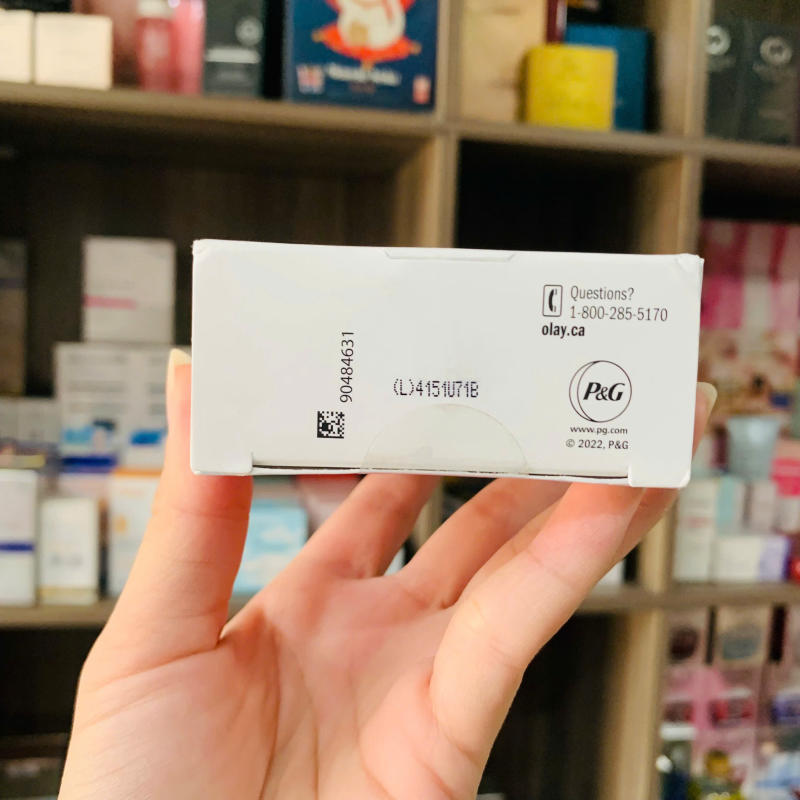 Questions?
1-800-285-5170
olay.ca
90484631
(L)4151U71B
P&G
www.pg.com
© 2022, P&G